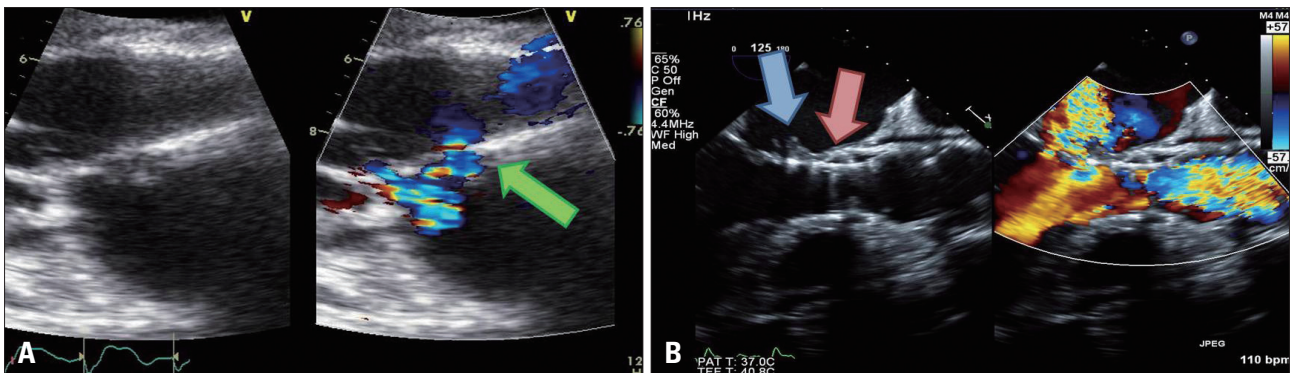 V
V
.76
6
6
8
-.76
12
H
A
1Hz
65%
C 50
P Off
Gen
CF
60%
4.4MHz
WF High
Med
0 125 180
P
M4 M4
+57
-57
cm/
JPEG
PAT T: 37.0C
TEE T: 40.8C
110 bpm
B